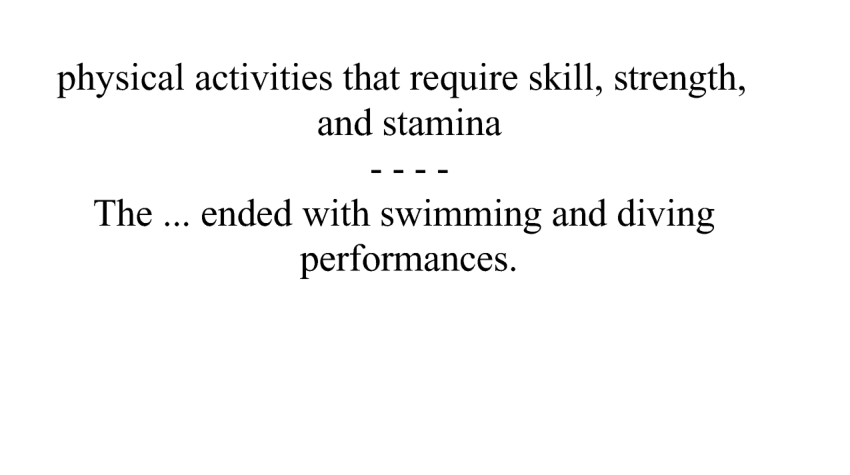 physical activities that require skill, strength,
and stamina
- - - -
The ... ended with swimming and diving
performances.